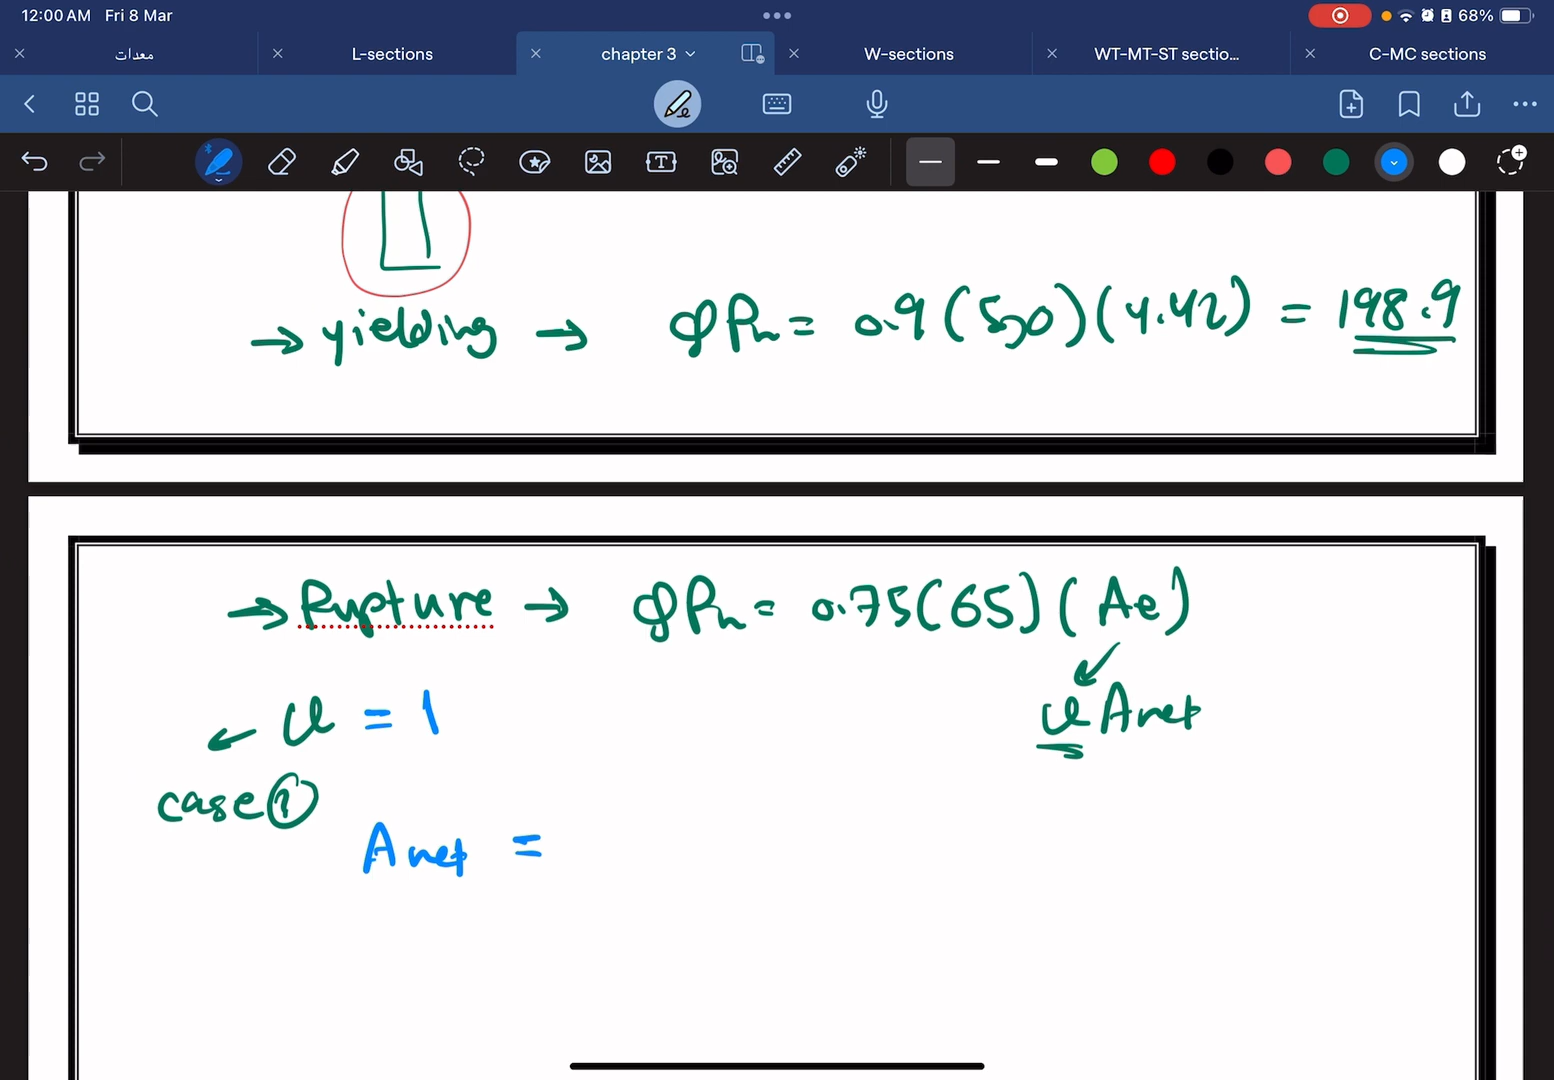 12:00 AM Fri 8 Mar 68%
معدات
L-sections
chapter 3
W-sections
WT-MT-ST sectio...
C-MC sections
→ yielding → φPn = 0.9 (50) (4.42) = 198.9
→ Rupture → φPn = 0.75 (65) (Ae)
U = 1
U Anet
case ①
Anet =